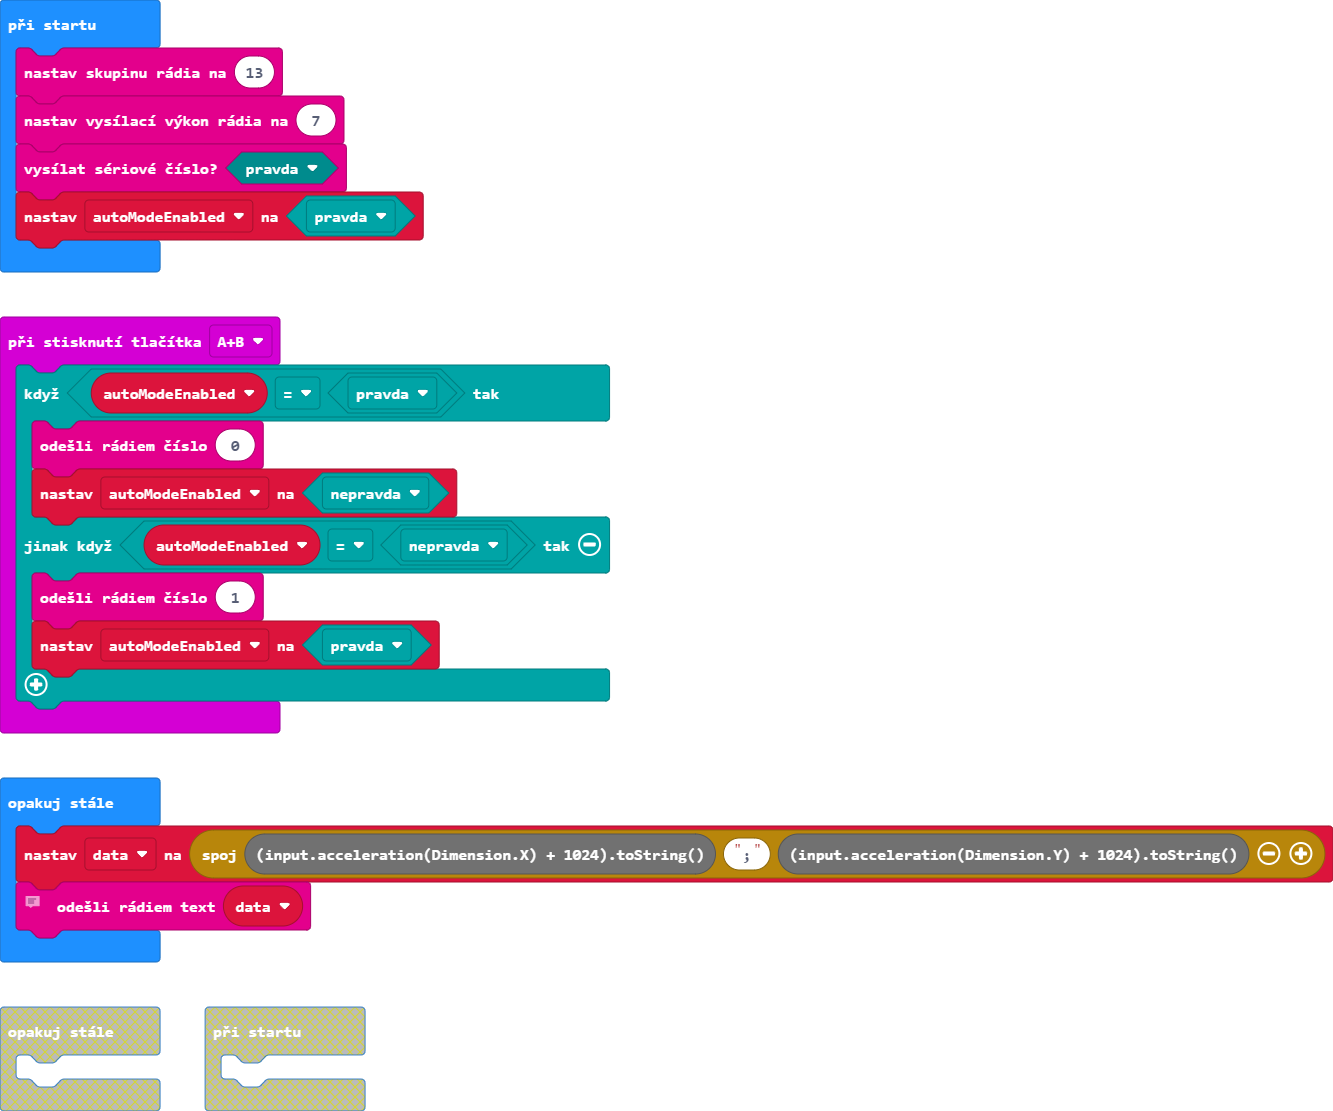 při startu
nastav skupinu rádia na 13
nastav vysílací výkon rádia na 7
vysílat sériové číslo? pravda
nastav autoModeEnabled na pravda
při stisknutí tlačítka A+B
když autoModeEnabled = pravda tak
odešli rádiem číslo 0
nastav autoModeEnabled na nepravda
jinak když autoModeEnabled = nepravda tak
odešli rádiem číslo 1
nastav autoModeEnabled na pravda
opakuj stále
nastav data na spoj (input.acceleration(Dimension.X) + 1024).toString() ";" (input.acceleration(Dimension.Y) + 1024).toString()
odešli rádiem text data
opakuj stále při startu